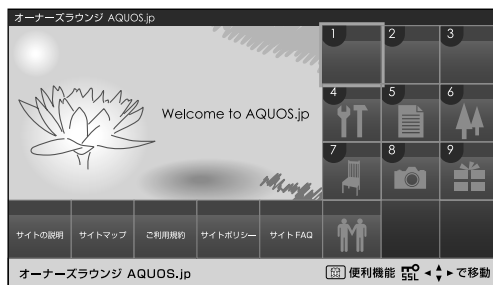 オーナーズラウンジ AQUOS.jp
Welcome to AQUOS.jp
1 2 3
4 5 6
7 8 9
サイトの説明 サイトマップ ご利用規約 サイトポリシー サイト FAQ
オーナーズラウンジ AQUOS.jp 便利機能 SSL で移動